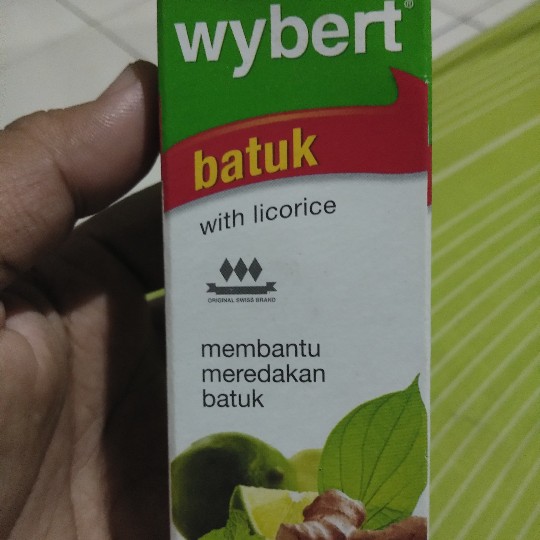 wybert®
batuk
with licorice
ORIGINAL SWISS BRAND
membantu
meredakan
batuk